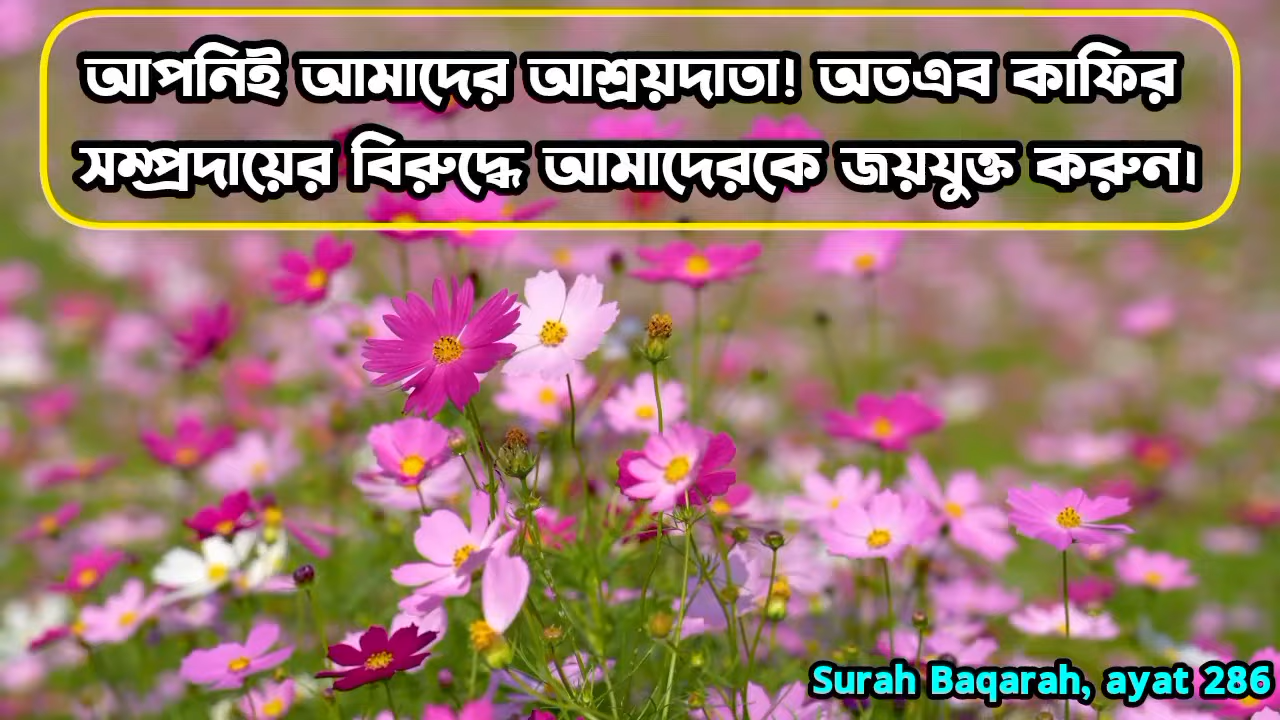 আপনিই আমাদের আশ্রয়দাতা! অতএব কাফির
সম্প্রদায়ের বিরুদ্ধে আমাদেরকে জয়যুক্ত করুন।
Surah Baqarah, ayat 286